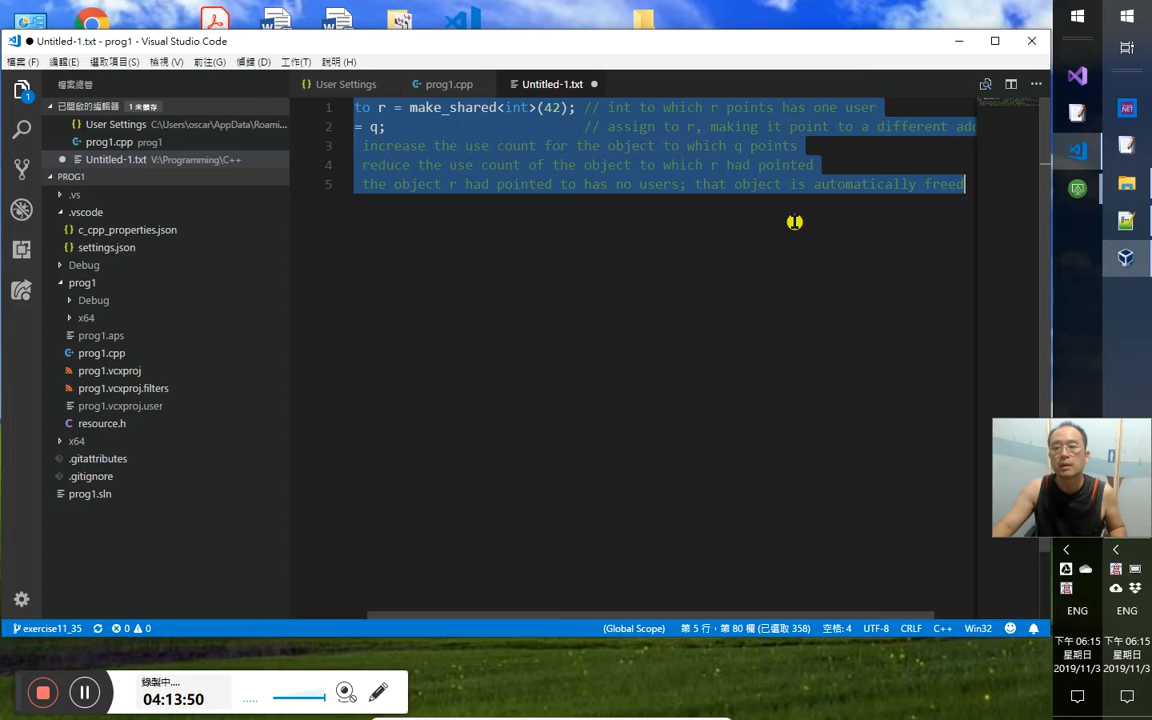 Untitled-1.txt - prog1 - Visual Studio Code
檔案 (F) 編輯(E) 選取項目(S) 檢視 (V) 前往(G) 偵錯 (D) 工作(T) 說明 (H)
檔案總管
User Settings prog1.cpp Untitled-1.txt
已開啟的編輯器 1 未儲存
User Settings C:\Users\oscar\AppData\Roami...
prog1.cpp prog1
Untitled-1.txt V:\Programming\C++
PROG1
.vs
.vscode
c_cpp_properties.json
settings.json
Debug
prog1
Debug
x64
prog1.aps
prog1.cpp
prog1.vcxproj
prog1.vcxproj.filters
prog1.vcxproj.user
resource.h
x64
.gitattributes
.gitignore
prog1.sln
1 to r = make_shared<int>(42); // int to which r points has one user
2 = q; // assign to r, making it point to a different add
3 increase the use count for the object to which q points
4 reduce the use count of the object to which r had pointed
5 the object r had pointed to has no users; that object is automatically freed
exercise11_35 0 0 (Global Scope) 第 5 行，第 80 欄 (已選取 358) 空格: 4 UTF-8 CRLF C++ Win32
錄製中....
04:13:50
ENG
下午 06:15
星期日
2019/11/3
ENG
下午 06:15
星期日
2019/11/3